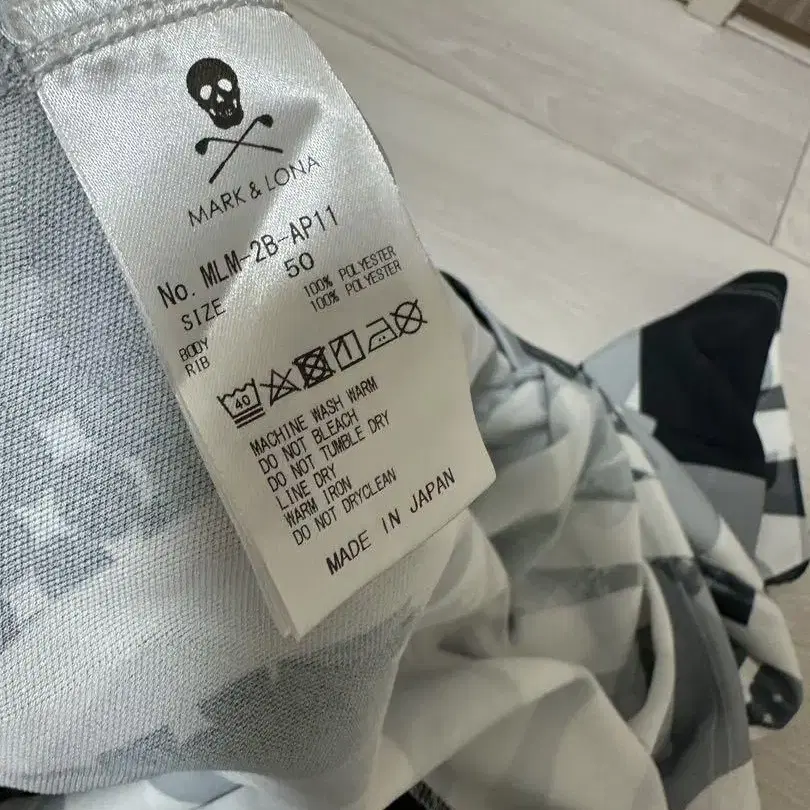 MARK & LONA
No. MLM-2B-AP11
SIZE 50
BODY 100% POLYESTER
RIB 100% POLYESTER
40
MACHINE WASH WARM
DO NOT BLEACH
DO NOT TUMBLE DRY
LINE DRY
WARM IRON
DO NOT DRYCLEAN
MADE IN JAPAN